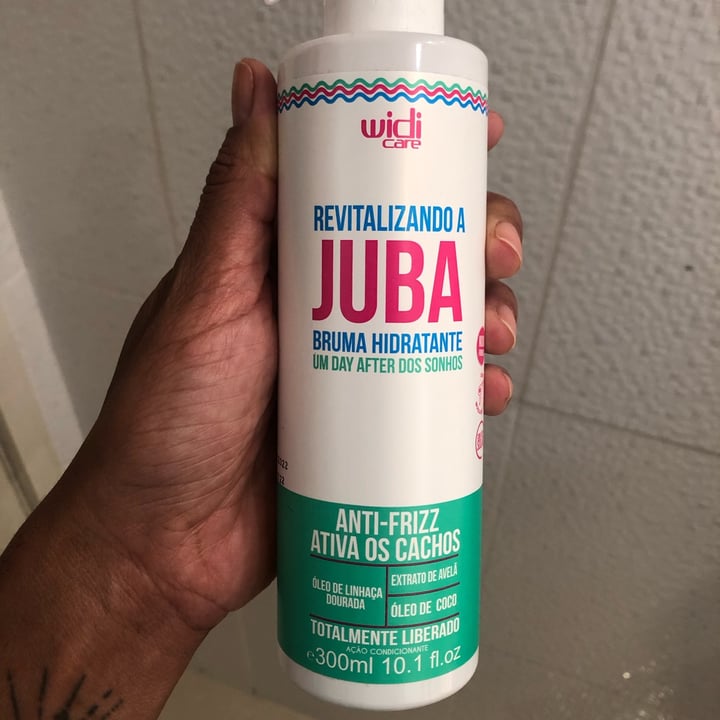 widi
care
REVITALIZANDO A
JUBA
BRUMA HIDRATANTE
UM DAY AFTER DOS SONHOS
ANTI-FRIZZ
ATIVA OS CACHOS
ÓLEO DE LINHAÇA
DOURADA
EXTRATO DE AVELÃ
ÓLEO DE COCO
TOTALMENTE LIBERADO
AÇÃO CONDICIONANTE
e300ml 10.1 fl.oz